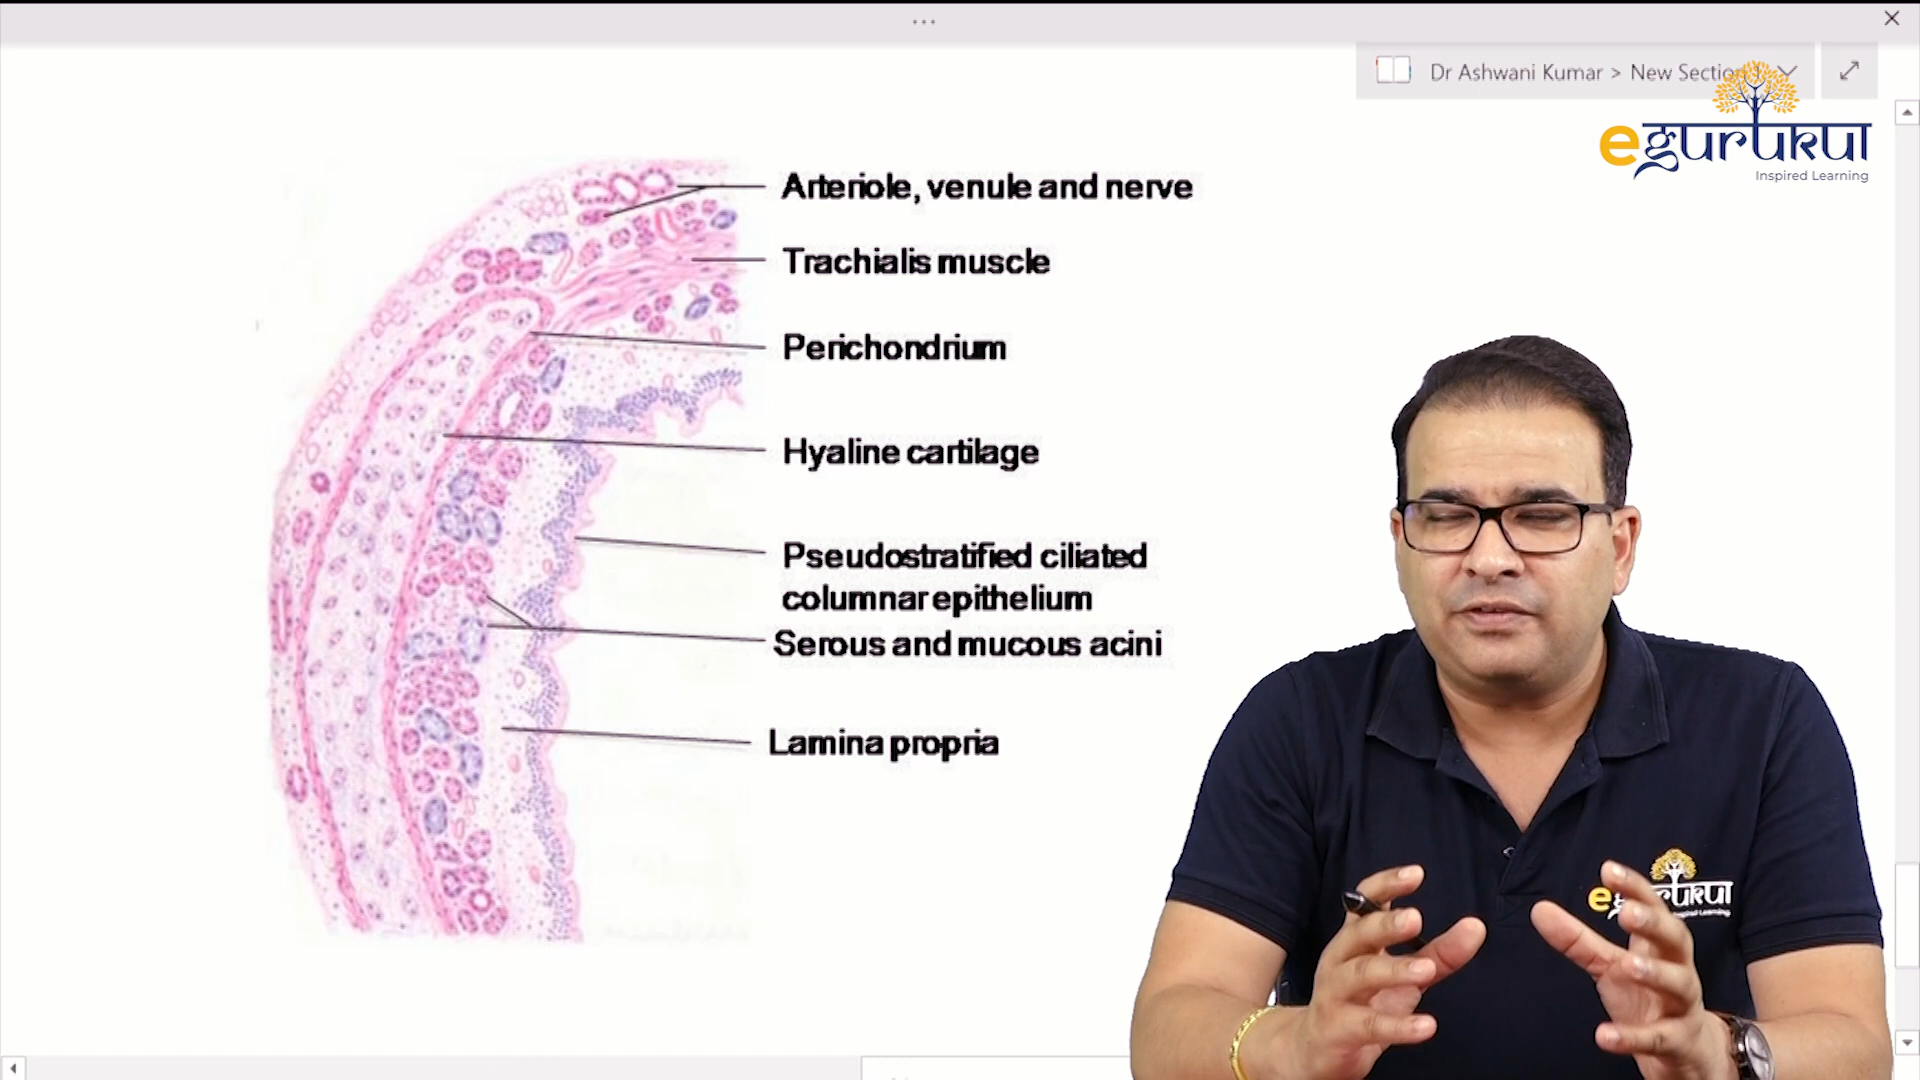 Dr Ashwani Kumar > New Section 1
eGURUKUL
Inspired Learning
Arteriole, venule and nerve
Trachialis muscle
Perichondrium
Hyaline cartilage
Pseudostratified ciliated
columnar epithelium
Serous and mucous acini
Lamina propria